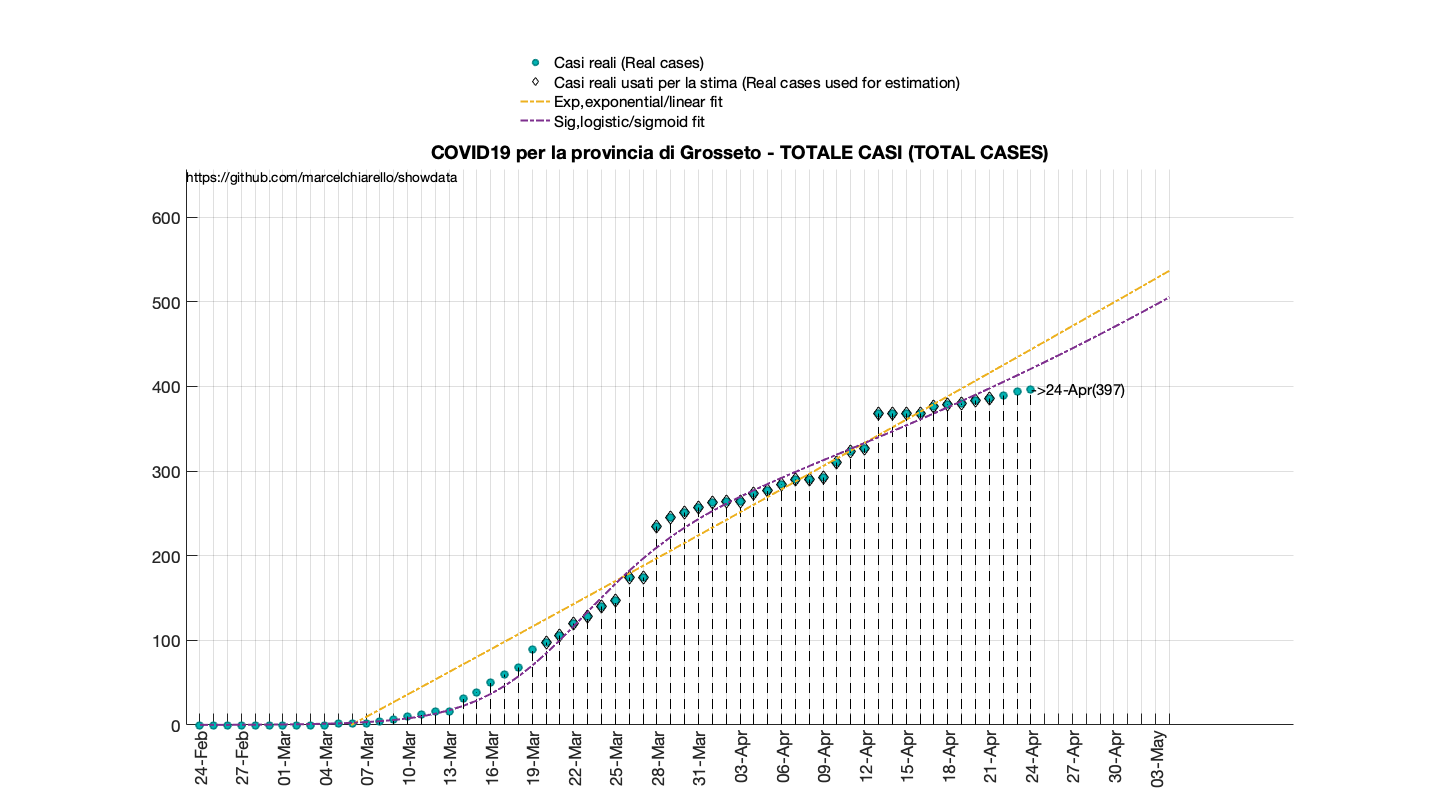 Casi reali (Real cases)
Casi reali usati per la stima (Real cases used for estimation)
Exp,exponential/linear fit
Sig,logistic/sigmoid fit
COVID19 per la provincia di Grosseto - TOTALE CASI (TOTAL CASES)
https://github.com/marcelchiarello/showdata
600
500
400
300
200
100
0
->24-Apr(397)
24-Feb
27-Feb
01-Mar
04-Mar
07-Mar
10-Mar
13-Mar
16-Mar
19-Mar
22-Mar
25-Mar
28-Mar
31-Mar
03-Apr
06-Apr
09-Apr
12-Apr
15-Apr
18-Apr
21-Apr
24-Apr
27-Apr
30-Apr
03-May